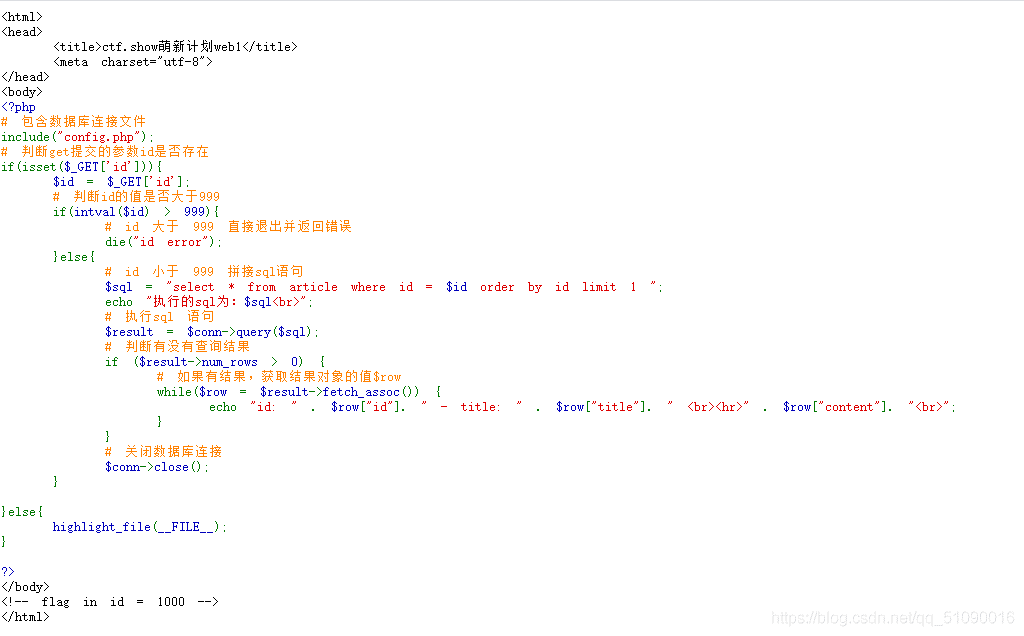 <html>
<head>
<title>ctf.show萌新计划web1</title>
<meta charset="utf-8">
</head>
<body>
<?php
# 包含数据库连接文件
include("config.php");
# 判断get提交的参数id是否存在
if(isset($_GET['id'])){
$id = $_GET['id'];
# 判断id的值是否大于999
if(intval($id) > 999){
# id 大于 999 直接退出并返回错误
die("id error");
}else{
# id 小于 999 拼接sql语句
$sql = "select * from article where id = $id order by id limit 1 ";
echo "执行的sql为：$sql<br>";
# 执行sql 语句
$result = $conn->query($sql);
# 判断有没有查询结果
if ($result->num_rows > 0) {
# 如果有结果，获取结果对象的值$row
while($row = $result->fetch_assoc()) {
echo "id: " . $row["id"]. " - title: " . $row["title"]. " <br><hr>" . $row["content"]. "<br>";
}
}
# 关闭数据库连接
$conn->close();
}
}else{
highlight_file(__FILE__);
}
?>
</body>
<!-- flag in id = 1000 -->
</html>
https://blog.csdn.net/qq_51090016